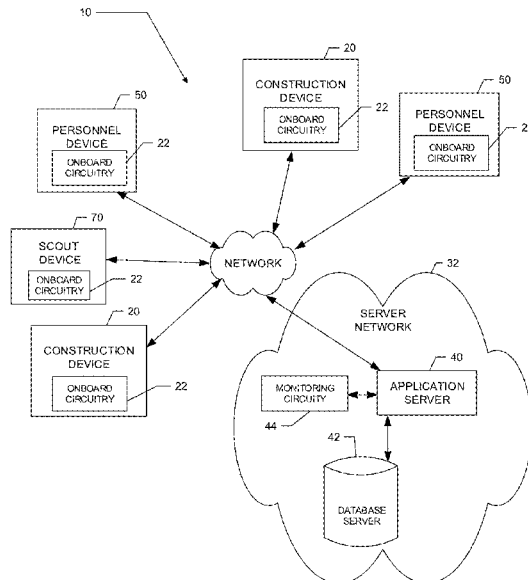 10
20
CONSTRUCTION
DEVICE
ONBOARD
CIRCUITRY
22
50
PERSONNEL
DEVICE
ONBOARD
CIRCUITRY
22
50
PERSONNEL
DEVICE
ONBOARD
CIRCUITRY
2
70
SCOUT
DEVICE
ONBOARD
CIRCUITRY
22
NETWORK
20
CONSTRUCTION
DEVICE
ONBOARD
CIRCUITRY
22
32
SERVER
NETWORK
40
MONITORING
CIRCUITY
44
APPLICATION
SERVER
42
DATABASE
SERVER